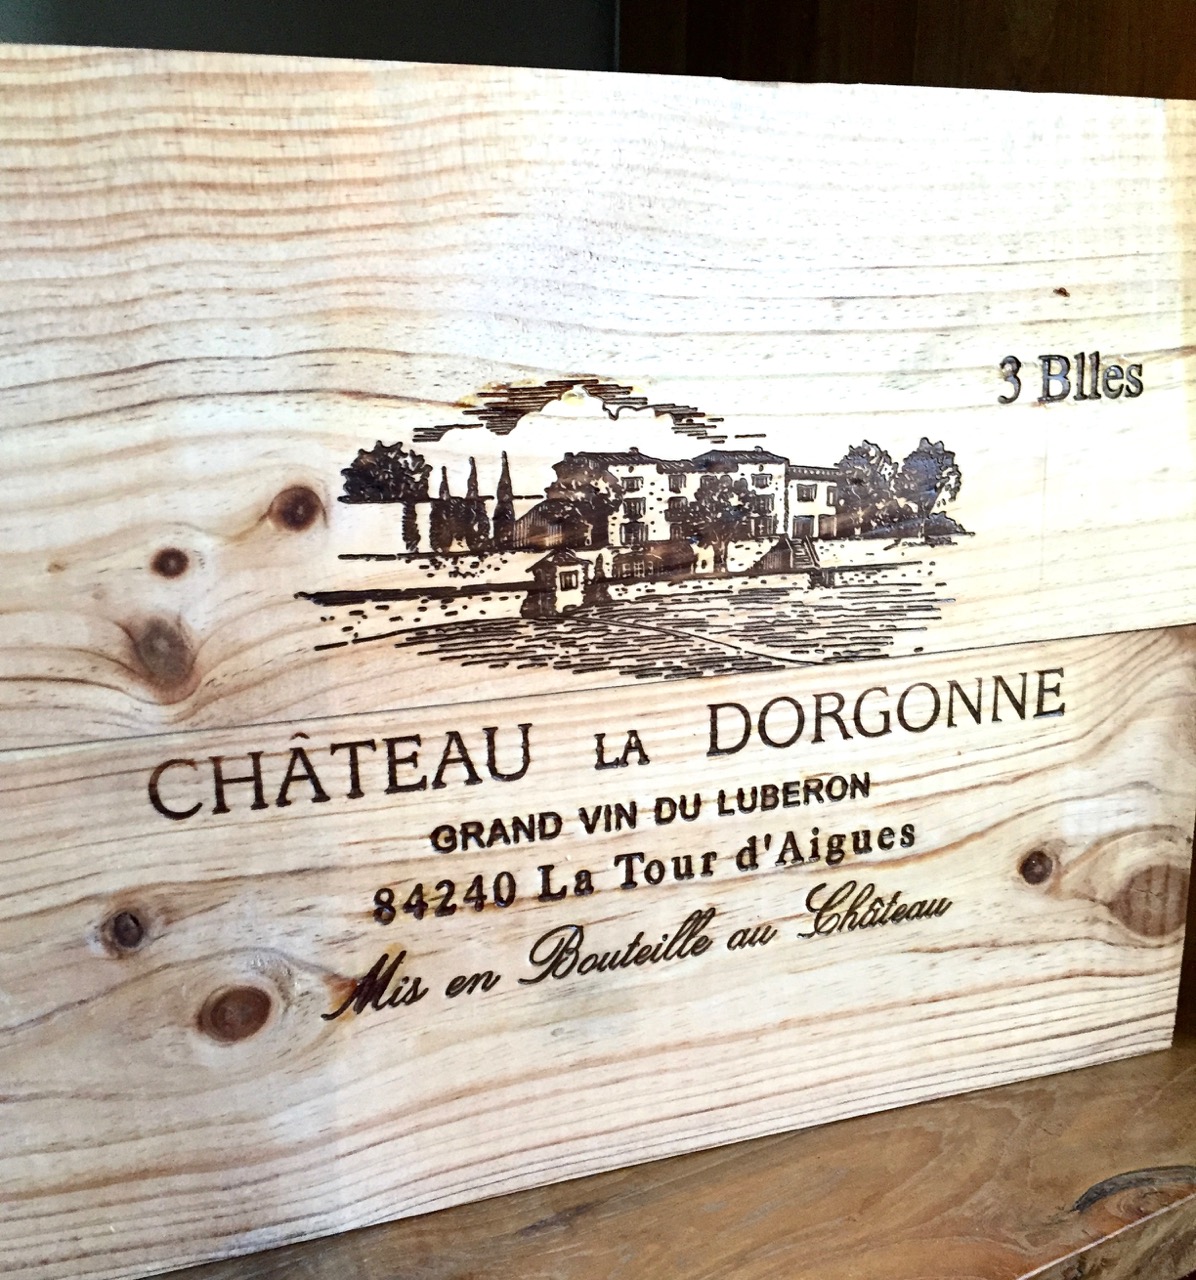 3 Blles
CHÂTEAU LA DORGONNE
GRAND VIN DU LUBERON
84240 La Tour d'Aigues
Mis en Bouteille au Château